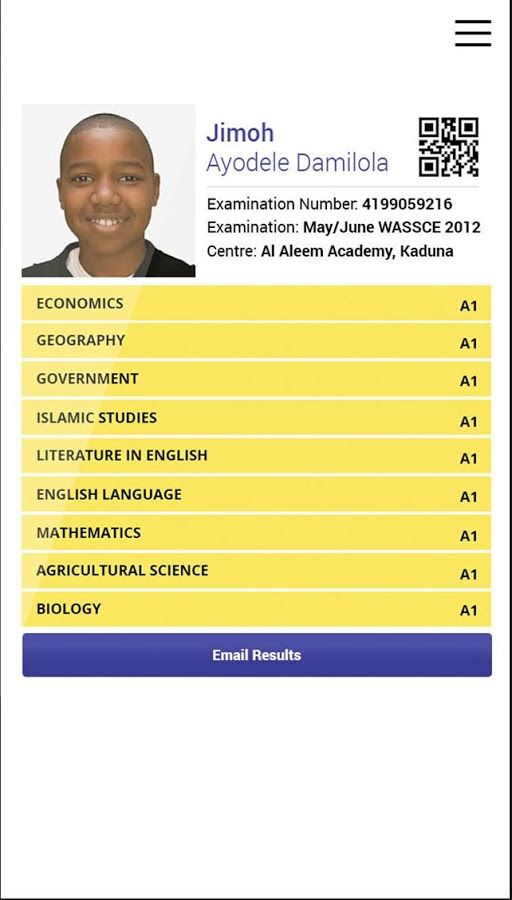 Jimoh
Ayodele Damilola
Examination Number: 4199059216
Examination: May/June WASSCE 2012
Centre: Al Aleem Academy, Kaduna
ECONOMICS A1
GEOGRAPHY A1
GOVERNMENT A1
ISLAMIC STUDIES A1
LITERATURE IN ENGLISH A1
ENGLISH LANGUAGE A1
MATHEMATICS A1
AGRICULTURAL SCIENCE A1
BIOLOGY A1
Email Results